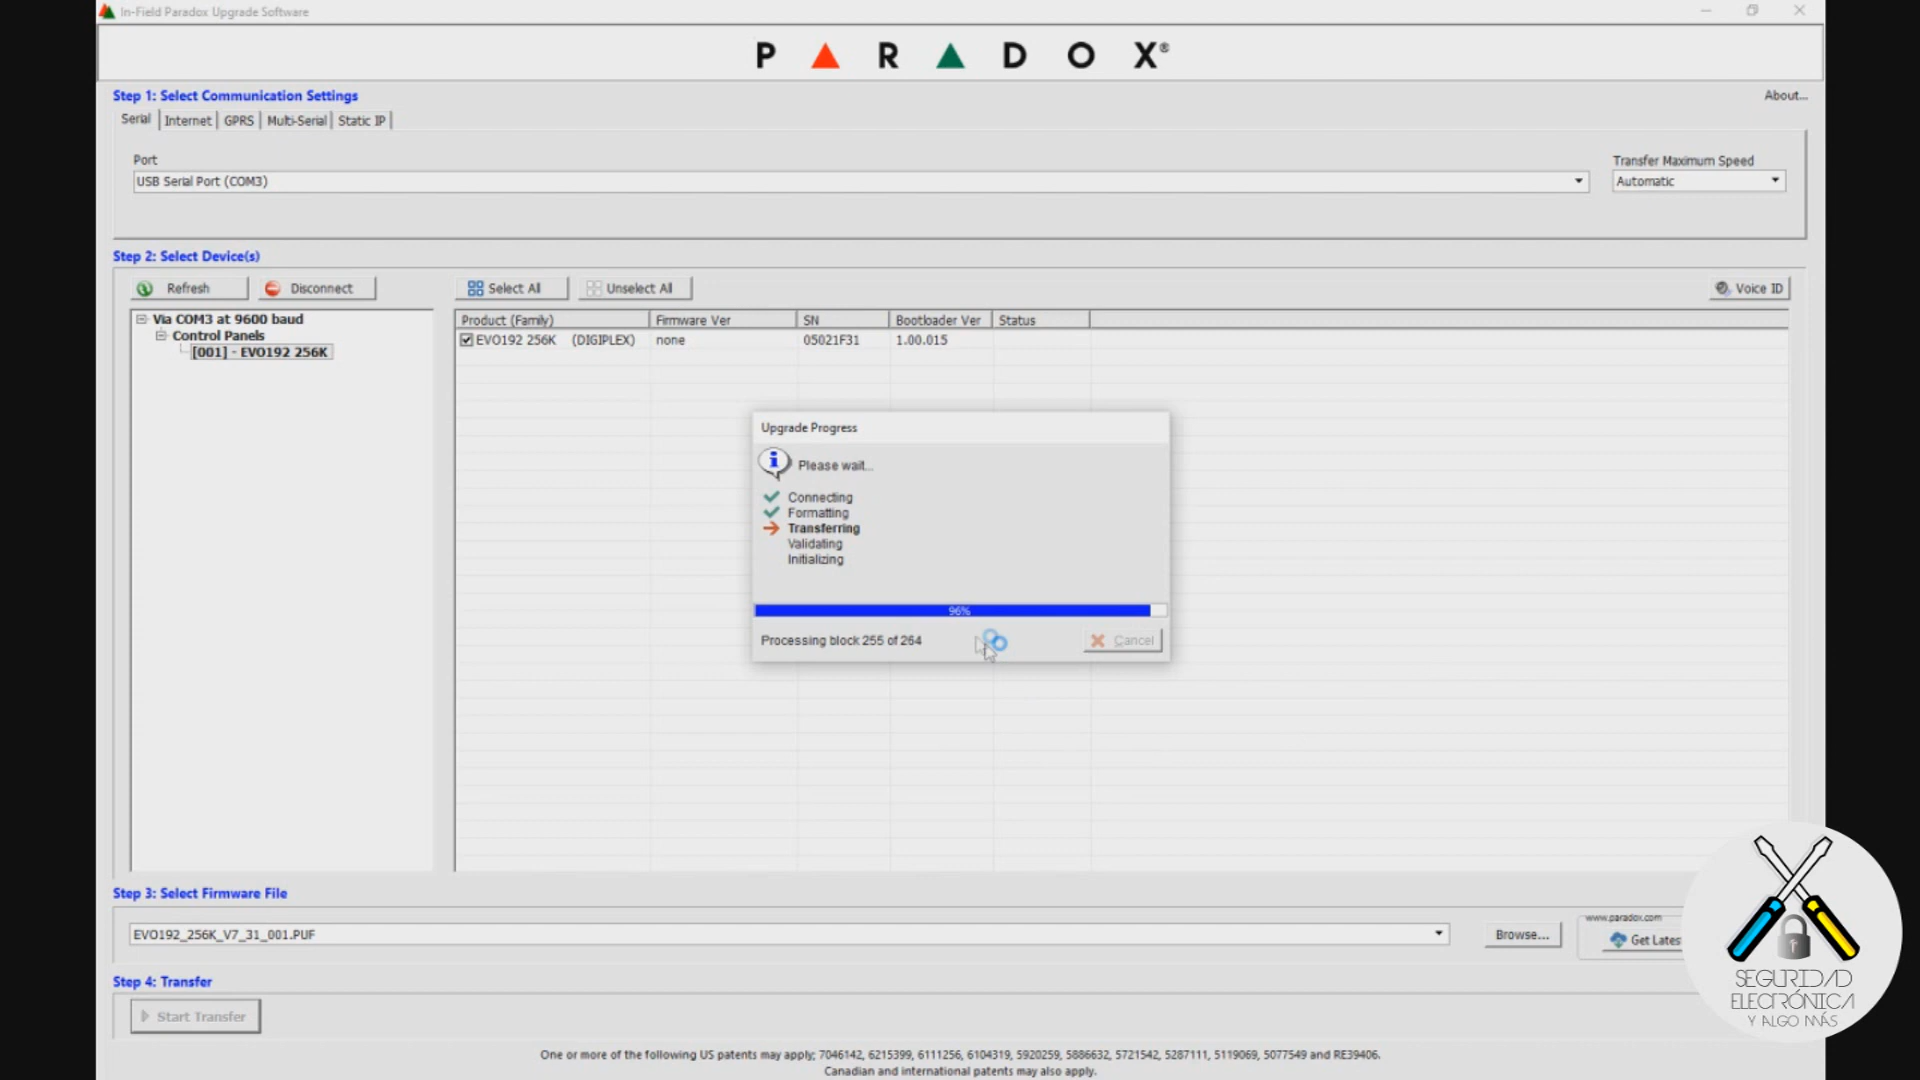 In-Field Paradox Upgrade Software
PARADOX®
Step 1: Select Communication Settings
About...
Serial
Internet
GPRS
Multi-Serial
Static IP
Port
Transfer Maximum Speed
USB Serial Port (COM3)
Automatic
Step 2: Select Device(s)
Refresh
Disconnect
Select All
Unselect All
Voice ID
Via COM3 at 9600 baud
Control Panels
[001] - EVO192 256K
Product (Family)
Firmware Ver
SN
Bootloader Ver
Status
EVO192 256K (DIGIPLEX)
none
05021F31
1.00.015
Upgrade Progress
Please wait...
Connecting
Formatting
Transferring
Validating
Initializing
96%
Processing block 255 of 264
Cancel
Step 3: Select Firmware File
EVO192_256K_V7_31_001.PUF
Browse...
www.paradox.com
Get Lates
Step 4: Transfer
Start Transfer
SEGURIDAD
ELECTRÓNICA
Y ALGO MÁS
One or more of the following US patents may apply; 7046142, 6215399, 6111256, 6104319, 5920259, 5886632, 5721542, 5287111, 5119069, 5077549 and RE39406.
Canadian and international patents may also apply.